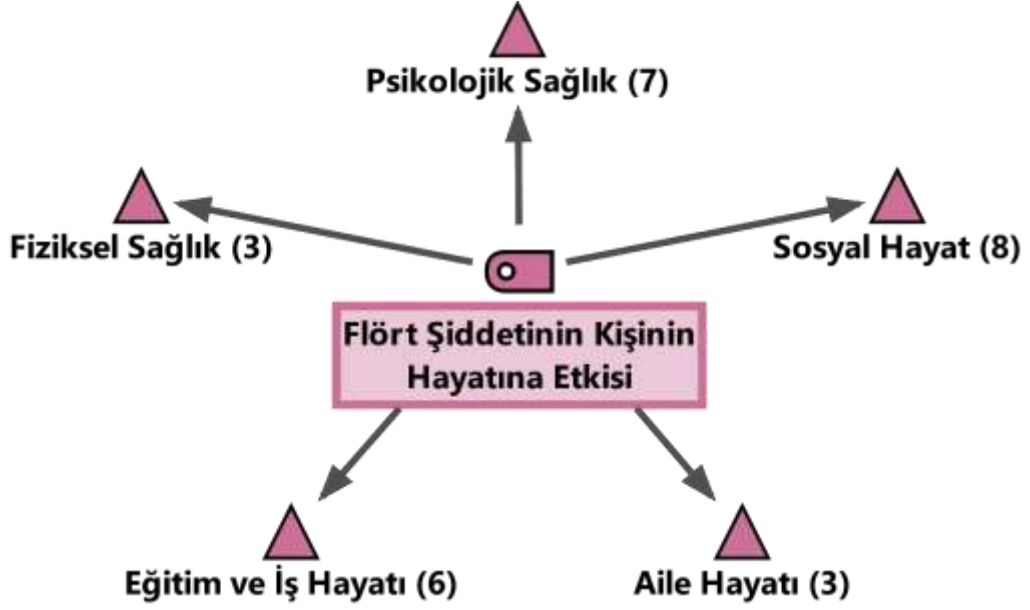 Psikolojik Sağlık (7)
Fiziksel Sağlık (3)
Sosyal Hayat (8)
Flört Şiddetinin Kişinin
Hayatına Etkisi
Eğitim ve İş Hayatı (6)
Aile Hayatı (3)